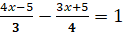 (4x−5)/3 − (3x+5)/4 = 1